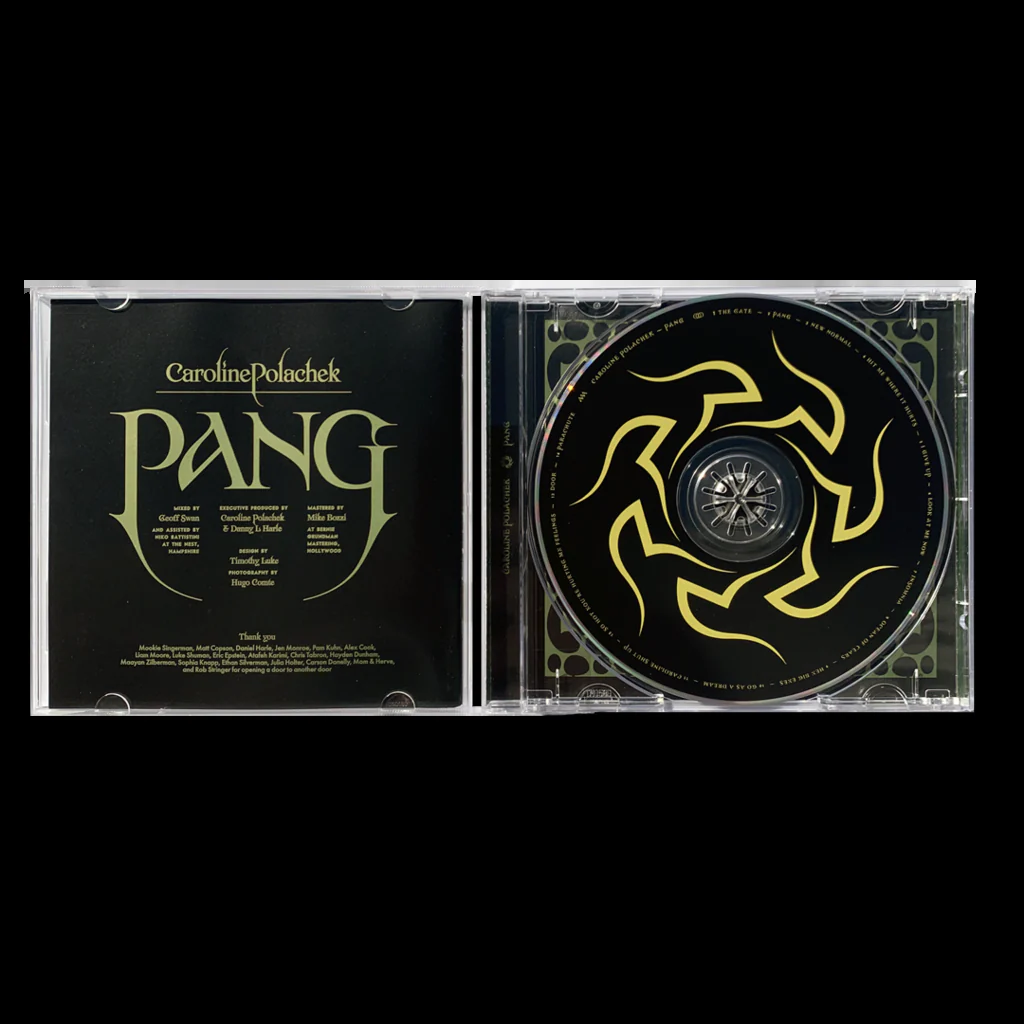 CarolinePolachek
PANG
MIXED BY
Geoff Swan
AND ASSISTED BY
NIKO BATTISTINI
AT THE NEST,
HAMPSHIRE
EXECUTIVE PRODUCED BY
Caroline Polachek
& Danny L Harle
DESIGN BY
Timothy Luke
PHOTOGRAPHY BY
Hugo Comte
MASTERED BY
Mike Bozzi
AT BERNIE
GRUNDMAN
MASTERING,
HOLLYWOOD
Thank you
Mookie Singerman, Matt Copson, Daniel Harle, Jen Monroe, Pam Kuhn, Alex Cook,
Liam Moore, Luke Shuman, Eric Epstein, Atafeh Karimi, Chris Tabron, Hayden Dunham,
Maayan Zilberman, Sophia Knapp, Ethan Silverman, Julia Holter, Carson Donelly, Mom & Herve,
and Rob Stringer for opening a door to another door
CAROLINE POLACHEK PANG
CAROLINE POLACHEK – PANG
1 THE GATE – 2 PANG – 3 NEW NORMAL – 4 HIT ME WHERE IT HURTS – 5 I GIVE UP – 6 LOOK AT ME NOW – 7 INSOMNIA – 8 OCEAN OF TEARS – 9 HEY BIG EYES – 10 GO AS A DREAM – 11 CAROLINE SHUT UP – 12 SO HOT YOU'RE HURTING MY FEELINGS – 13 DOOR – 14 PARACHUTE